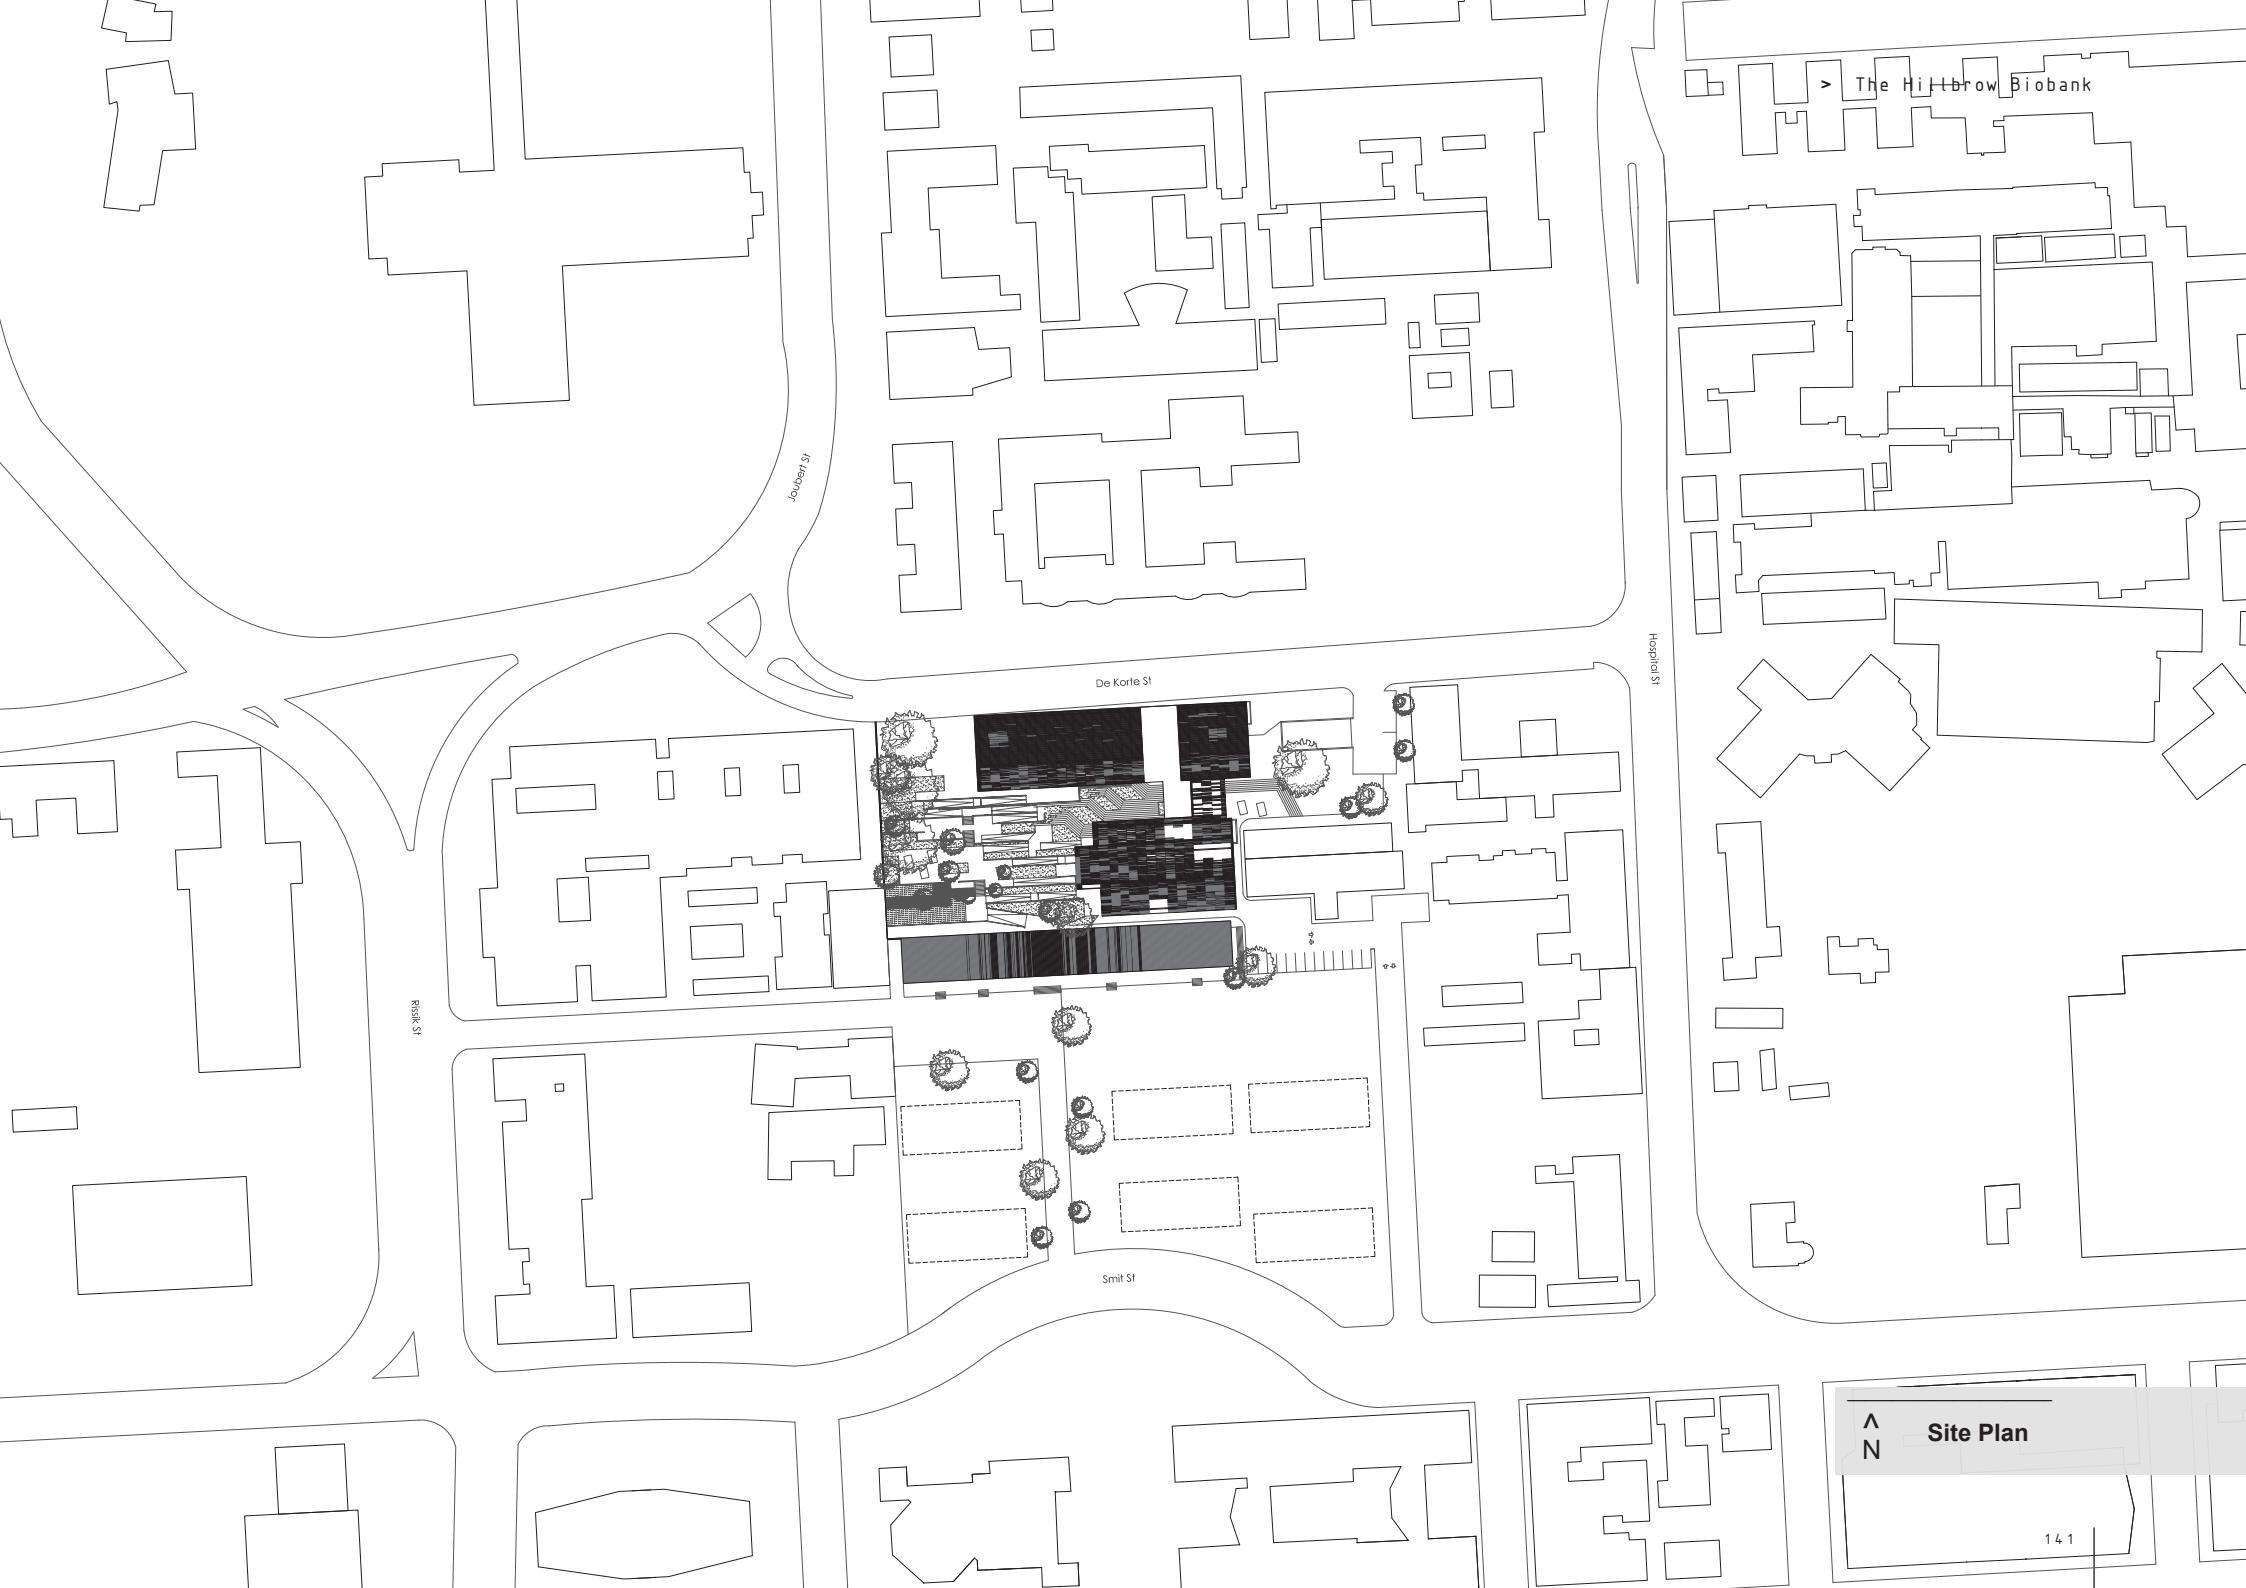 > The Hillbrow Biobank
Joubert St
Hospital St
De Korte St
Rissik St
Smit St
^
N
Site Plan
141